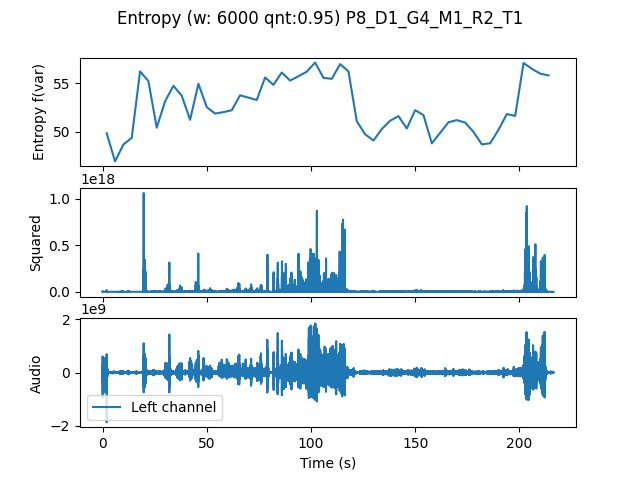 Entropy (w: 6000 qnt:0.95) P8_D1_G4_M1_R2_T1
Entropy f(var)
55
50
1e18
Squared
1.0
0.5
0.0
1e9
Audio
2
0
−2
Left channel
0 50 100 150 200
Time (s)